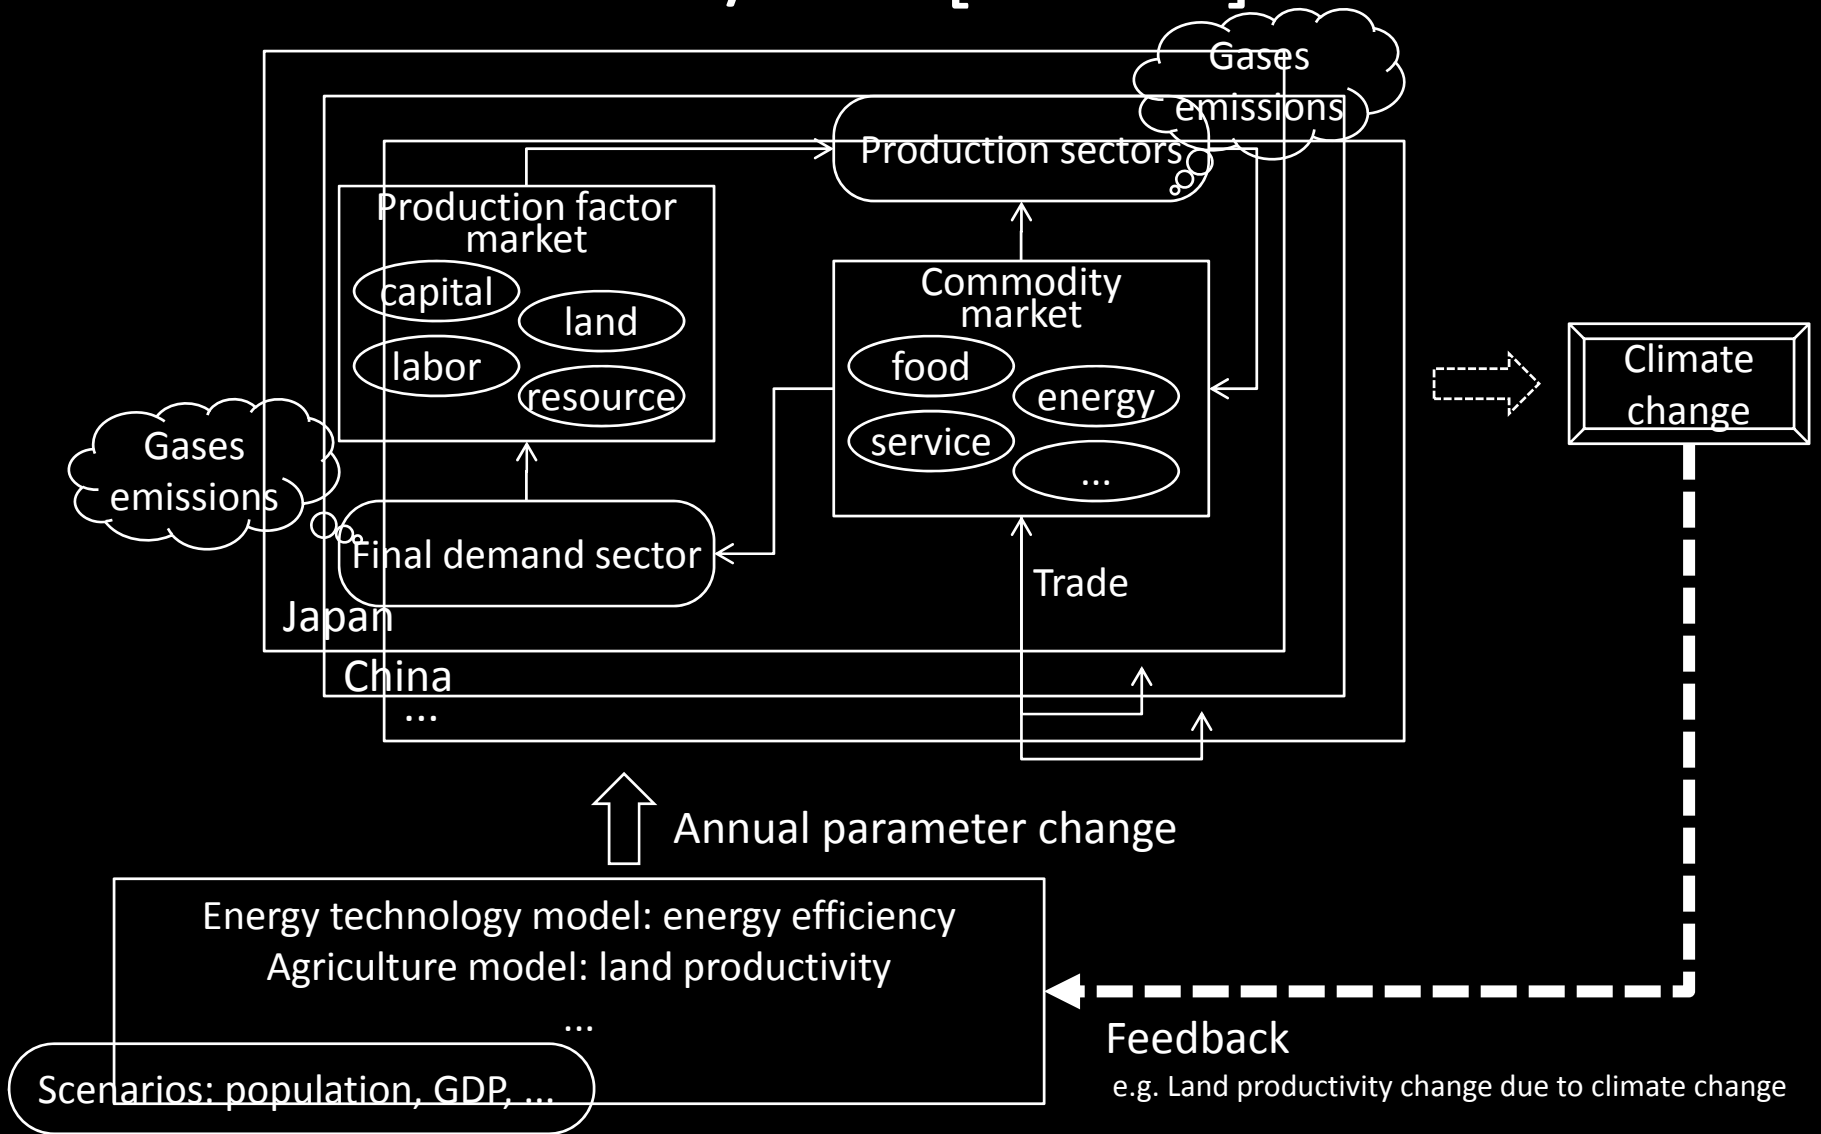 Gases
emissions
Production sectors
Production factor
market
capital
land
labor
resource
Commodity
market
food
energy
service
...
Climate
change
Gases
emissions
Final demand sector
Trade
Japan
China
...
Annual parameter change
Energy technology model: energy efficiency
Agriculture model: land productivity
...
Scenarios: population, GDP, ...
Feedback
e.g. Land productivity change due to climate change